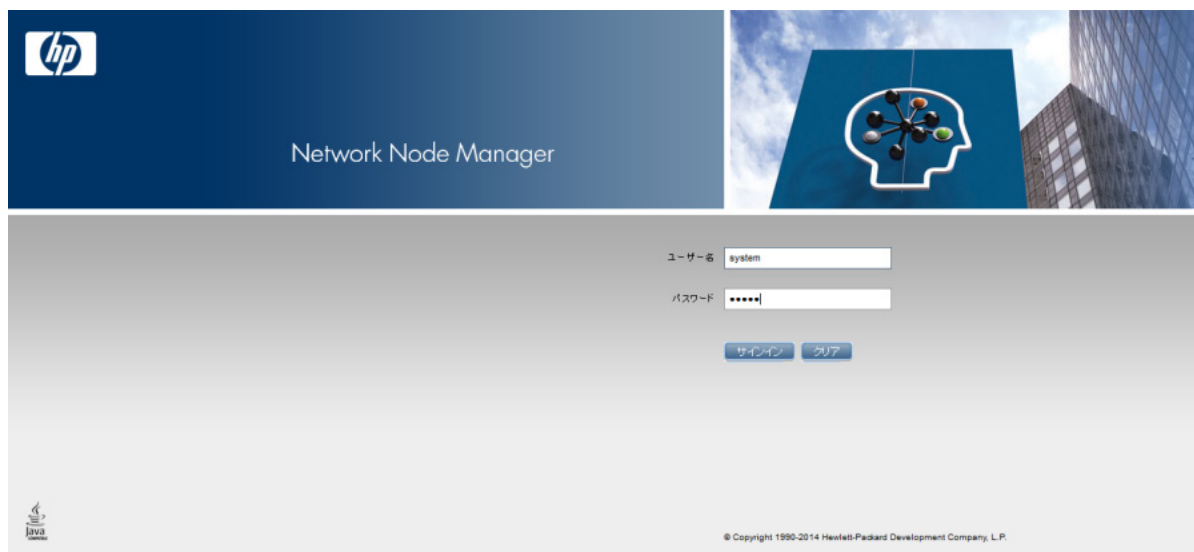 hp
Network Node Manager
ユーザー名 system
パスワード •••••
サインイン クリア
Java
COMPATIBLE
© Copyright 1990-2014 Hewlett-Packard Development Company, L.P.